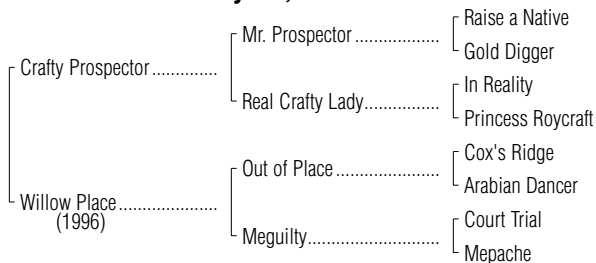 Raise a Native
Mr. Prospector ..................
Gold Digger
Crafty Prospector ..............
In Reality
Real Crafty Lady................
Princess Roycraft
Cox's Ridge
Out of Place ......................
Arabian Dancer
Willow Place .....................
(1996)
Court Trial
Meguilty............................
Mepache